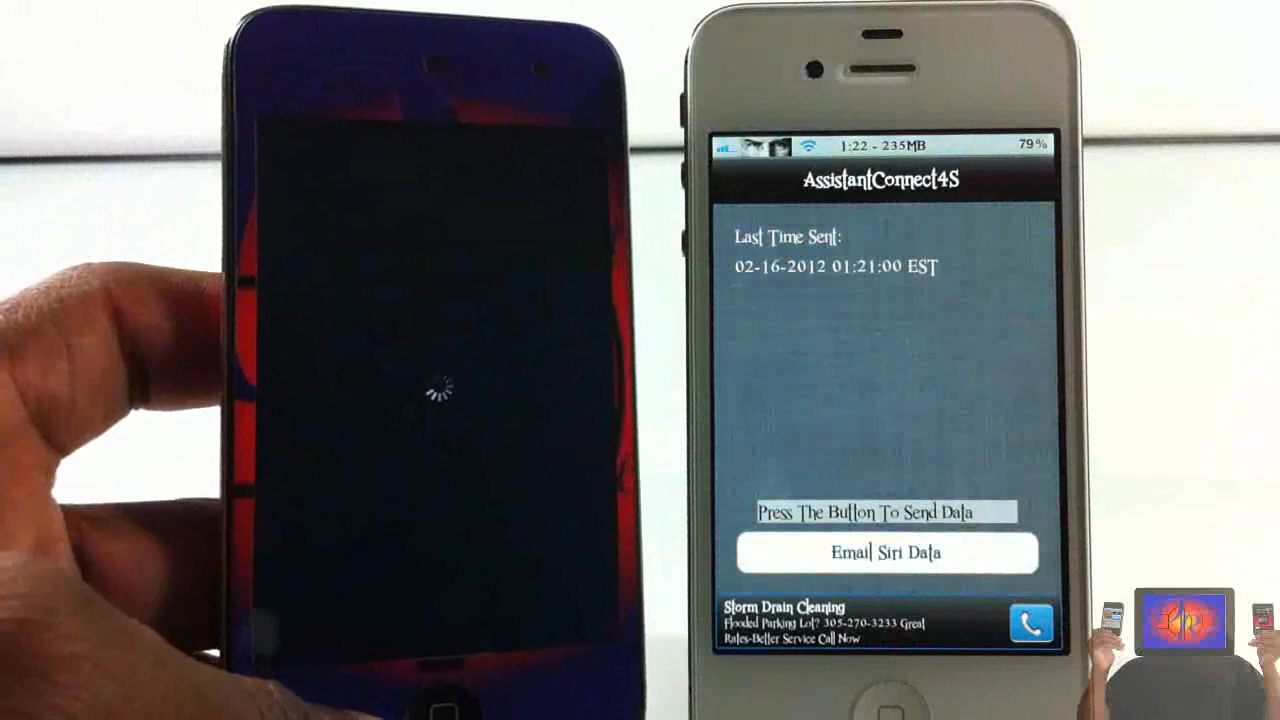 1:22 - 235MB
79%
AssistantConnect4S
Last Time Sent:
02-16-2012 01:21:00 EST
Press The Button To Send Data
Email Siri Data
Storm Drain Cleaning
Flooded Parking Lot? 305-270-3233 Great
Rates-Better Service Call Now